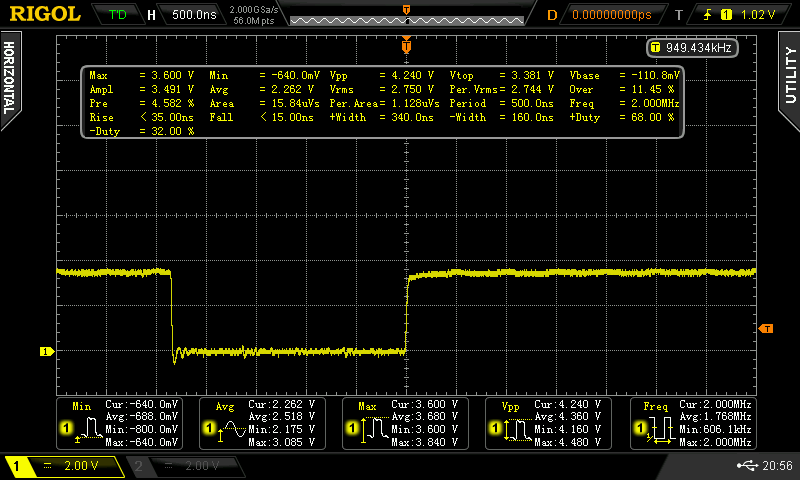 RIGOL T'D H 500.0ns 2.000GSa/s 56.0M pts T D 0.00000000ps T 1 1.02 V
HORIZONTAL
UTILITY
T
T 949.434kHz
Max = 3.600 V Min = -640.0mV Vpp = 4.240 V Vtop = 3.381 V Vbase = -110.8mV
Ampl = 3.491 V Avg = 2.262 V Vrms = 2.750 V Per.Vrms= 2.744 V Over = 11.45 %
Pre = 4.582 % Area = 15.84uVs Per.Area= 1.128uVs Period = 500.0ns Freq = 2.000MHz
Rise < 35.00ns Fall < 15.00ns +Width = 340.0ns -Width = 160.0ns +Duty = 68.00 %
-Duty = 32.00 %
T
1
Min Cur:-640.0mV Avg Cur:2.262 V Max Cur:3.600 V Vpp Cur:4.240 V Freq Cur:2.000MHz
Avg:-688.0mV Avg:2.518 V Avg:3.680 V Avg:4.360 V Avg:1.768MHz
1 Min:-800.0mV 1 Min:2.175 V 1 Min:3.600 V 1 Min:4.160 V 1 Min:606.1kHz
Max:-640.0mV Max:3.085 V Max:3.840 V Max:4.480 V Max:2.000MHz
1 2.00 V 2 2.00 V 20:56